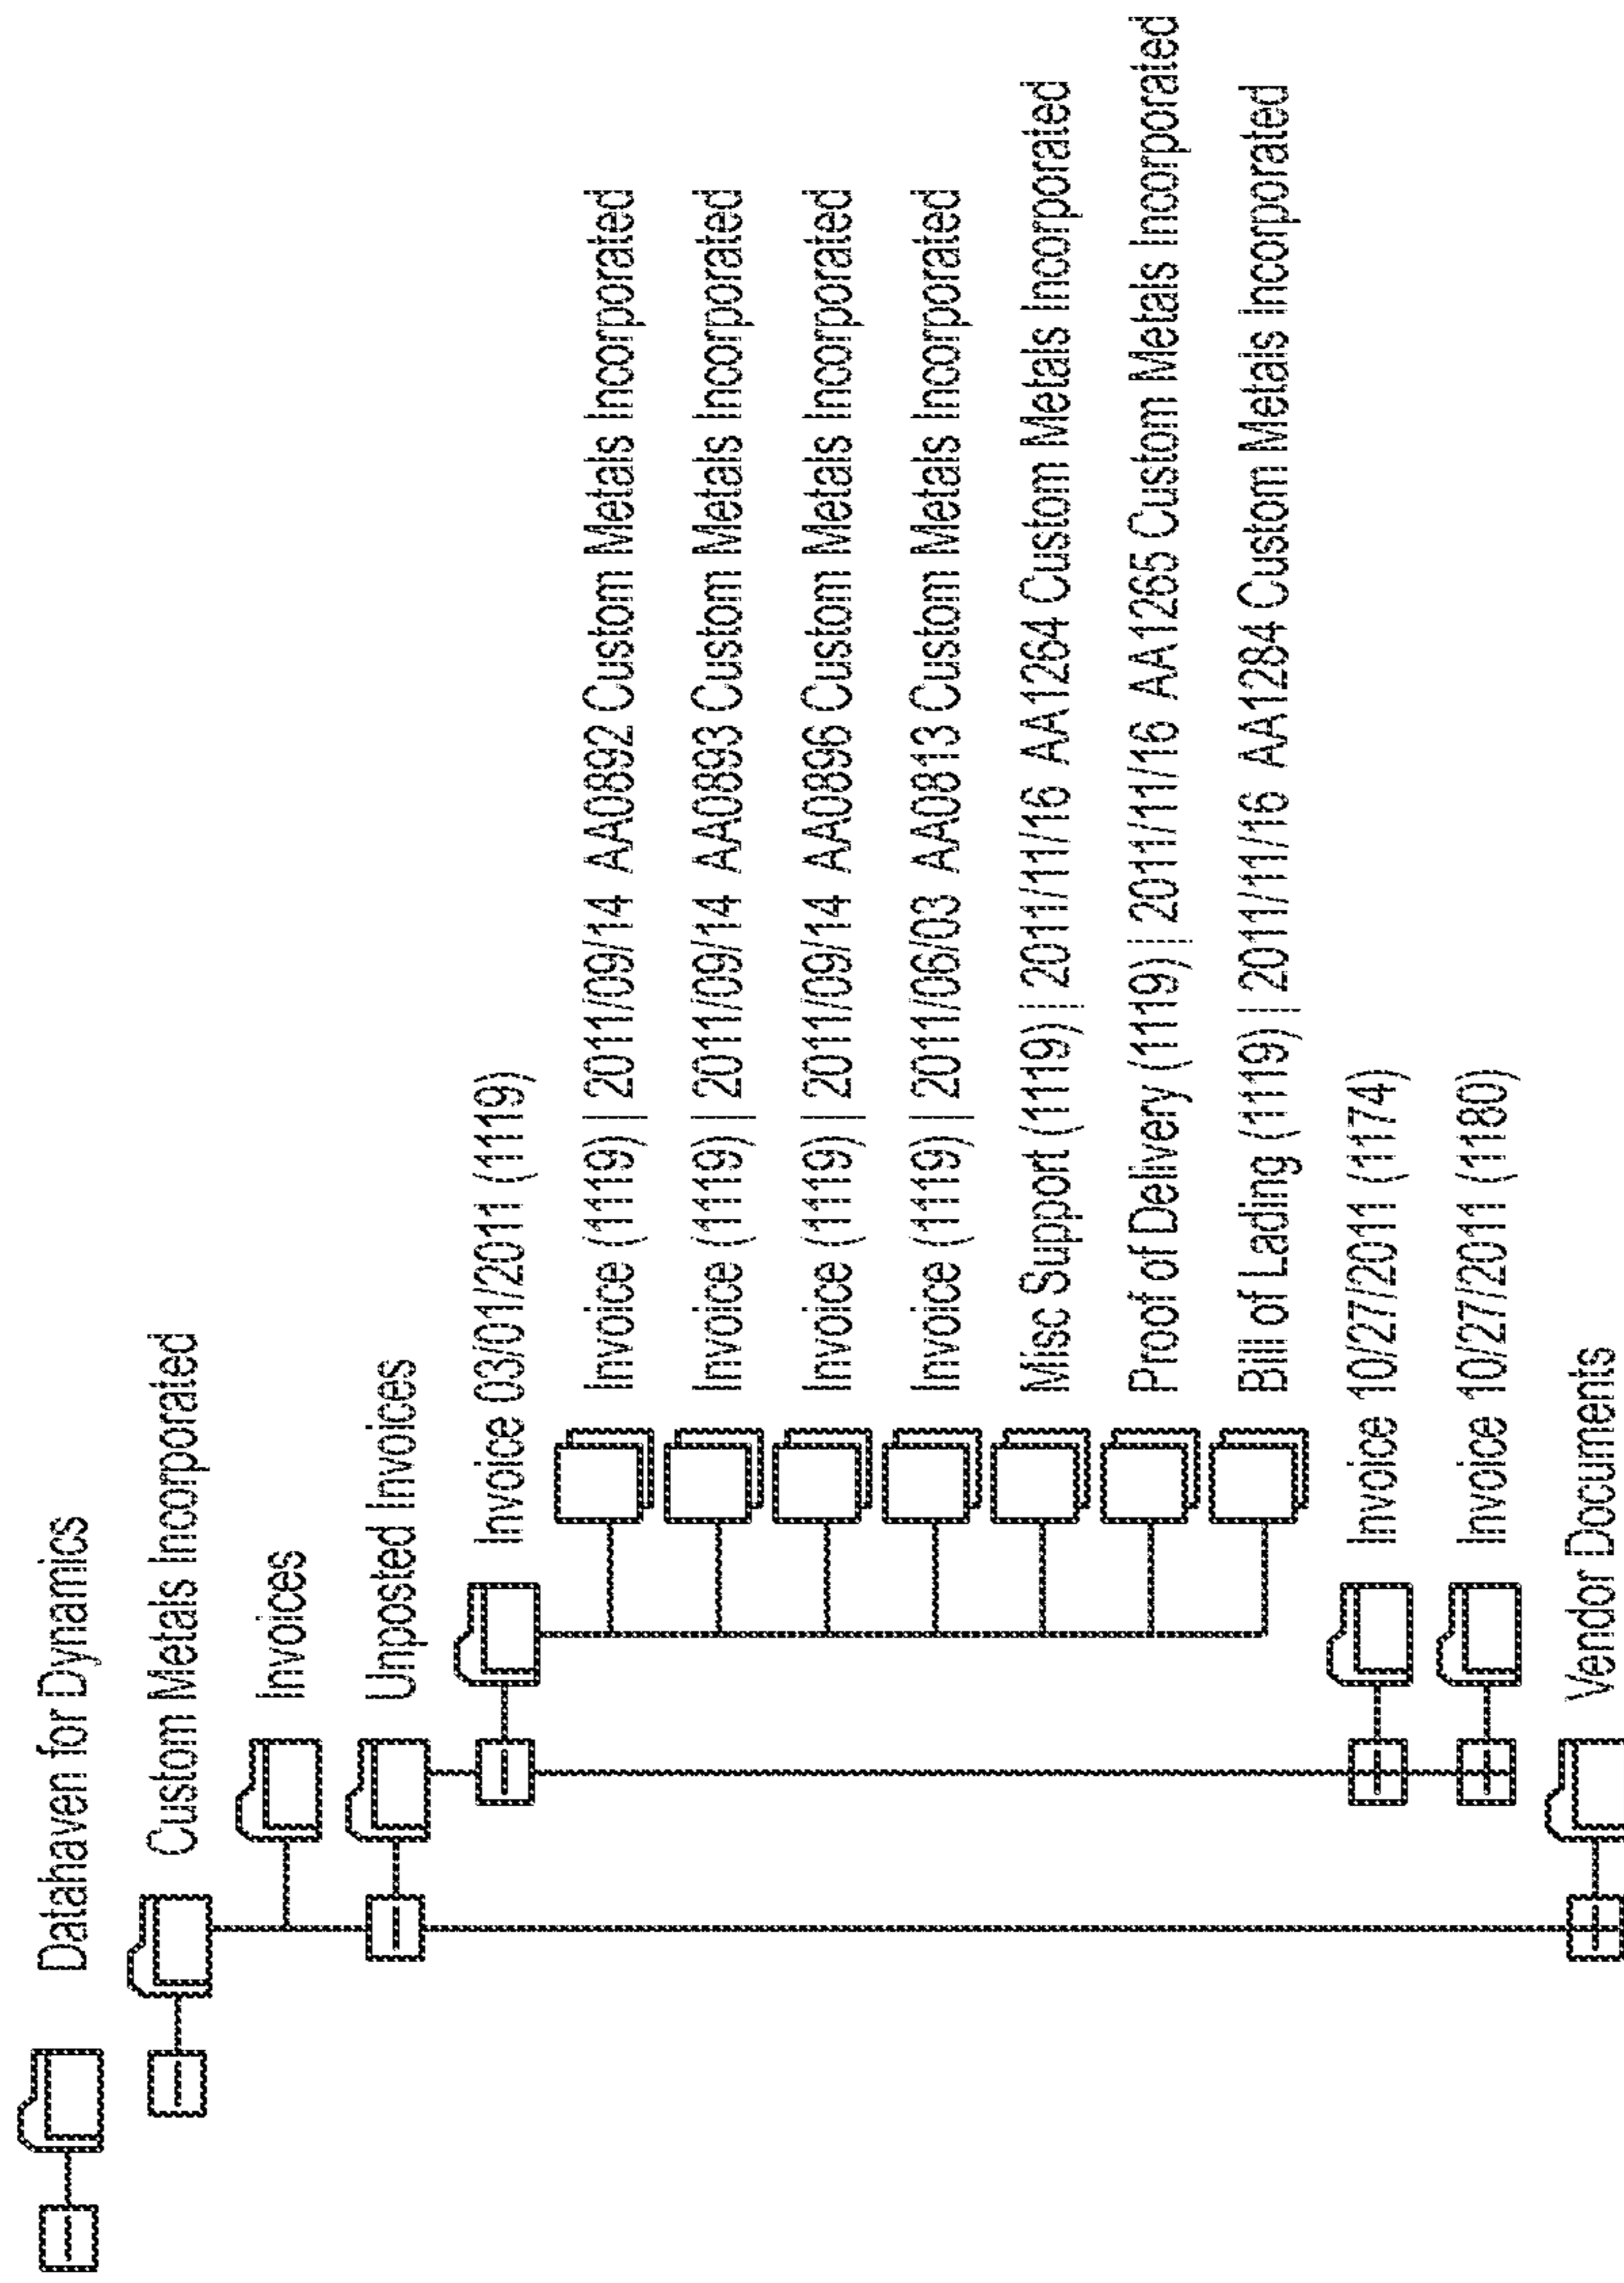 Datahaven for Dynamics
Custom Metals Incorporated
Invoices
Unposted Invoices
Invoice 03/01/2011 (1119)
Invoice (1119) | 2011/09/14 AA0892 Custom Metals Incorporated
Invoice (1119) | 2011/09/14 AA0893 Custom Metals Incorporated
Invoice (1119) | 2011/09/14 AA0896 Custom Metals Incorporated
Invoice (1119) | 2011/06/03 AA0813 Custom Metals Incorporated
Misc Support (1119) | 2011/11/16 AA1264 Custom Metals Incorporated
Proof of Delivery (1119) | 2011/11/16 AA1265 Custom Metals Incorporated
Bill of Lading (1119) | 2011/11/16 AA1284 Custom Metals Incorporated
Invoice 10/27/2011 (1174)
Invoice 10/27/2011 (1180)
Vendor Documents